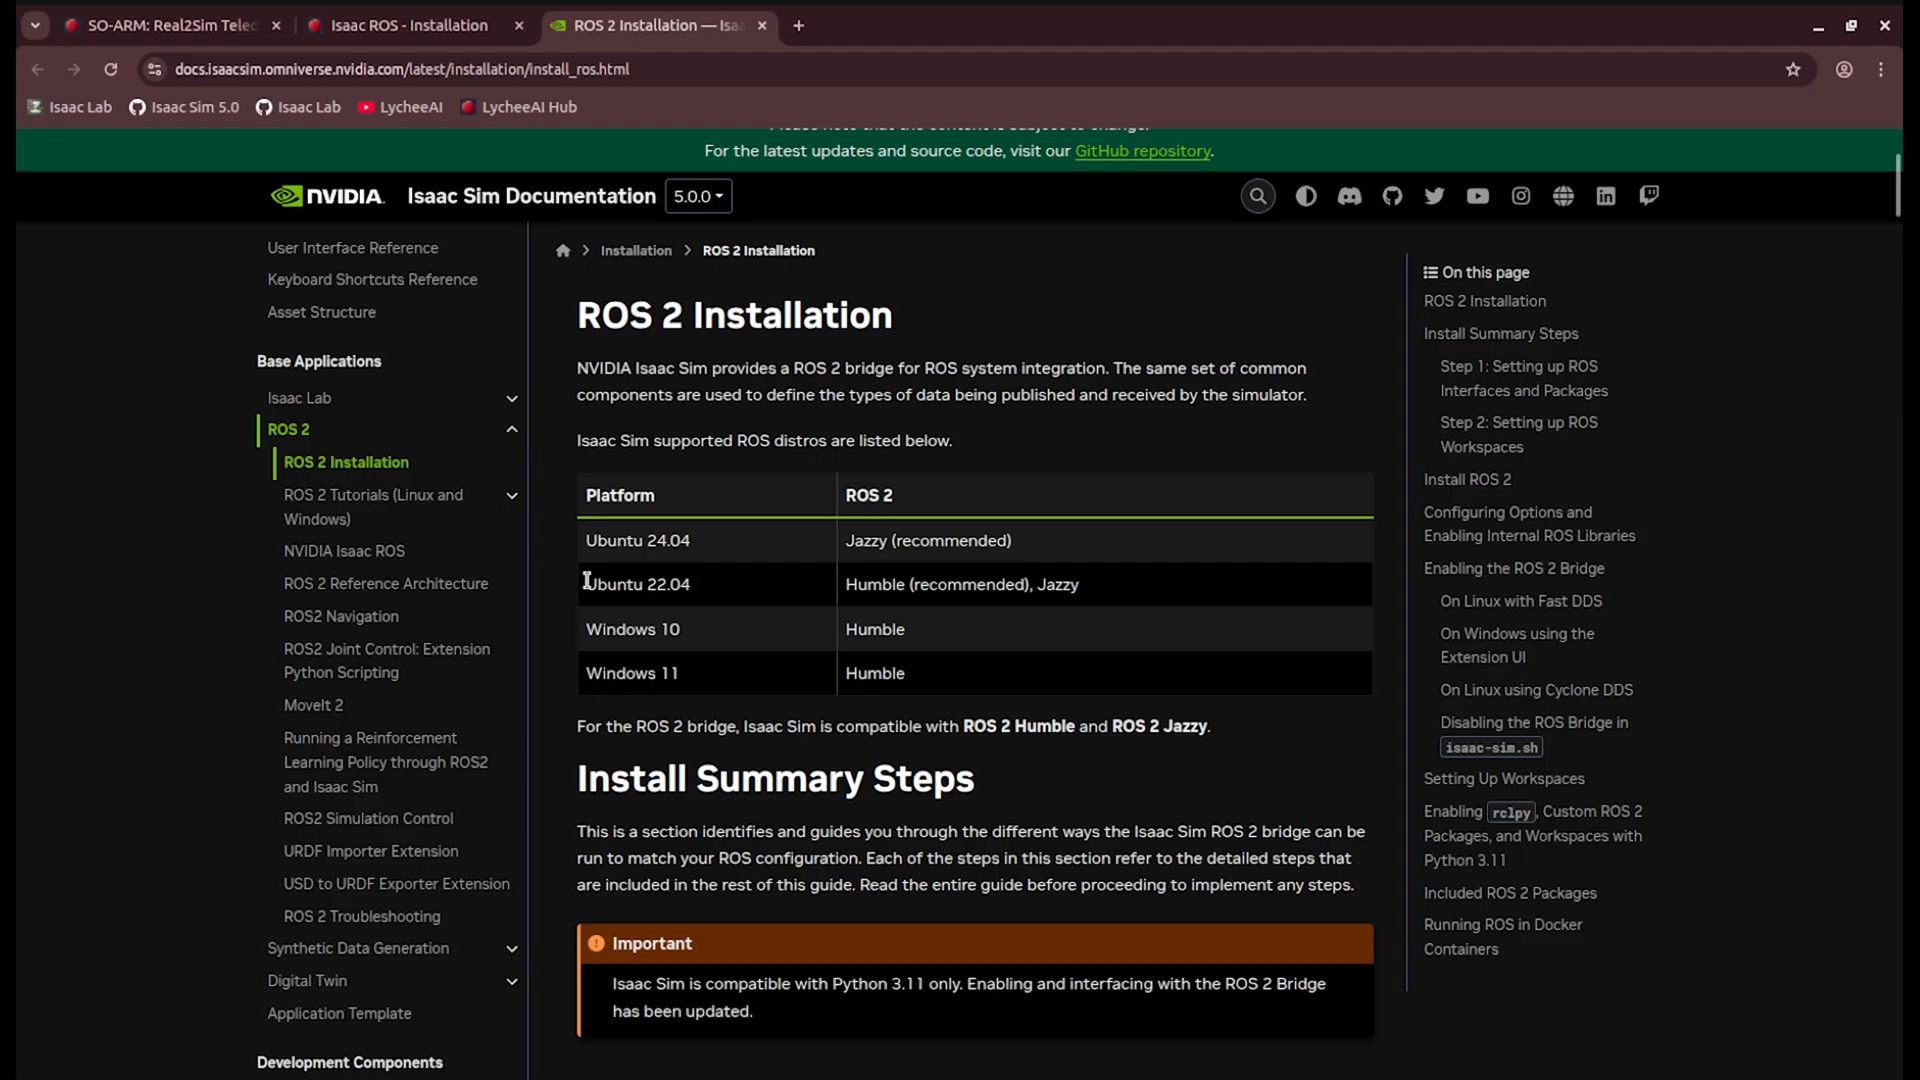 SO-ARM: Real2Sim Tele
Isaac ROS - Installation
ROS 2 Installation — Isaa
docs.isaacsim.omniverse.nvidia.com/latest/installation/install_ros.html
Isaac Lab
Isaac Sim 5.0
Isaac Lab
LycheeAI
LycheeAI Hub
Please note that the content is subject to change.
For the latest updates and source code, visit our GitHub repository.
NVIDIA.
Isaac Sim Documentation
5.0.0
User Interface Reference
Keyboard Shortcuts Reference
Asset Structure
Base Applications
Isaac Lab
ROS 2
ROS 2 Installation
ROS 2 Tutorials (Linux and
Windows)
NVIDIA Isaac ROS
ROS 2 Reference Architecture
ROS2 Navigation
ROS2 Joint Control: Extension
Python Scripting
MoveIt 2
Running a Reinforcement
Learning Policy through ROS2
and Isaac Sim
ROS2 Simulation Control
URDF Importer Extension
USD to URDF Exporter Extension
ROS 2 Troubleshooting
Synthetic Data Generation
Digital Twin
Application Template
Development Components
Installation
ROS 2 Installation
ROS 2 Installation
NVIDIA Isaac Sim provides a ROS 2 bridge for ROS system integration. The same set of common
components are used to define the types of data being published and received by the simulator.
Isaac Sim supported ROS distros are listed below.
Platform ROS 2
Ubuntu 24.04 Jazzy (recommended)
Ubuntu 22.04 Humble (recommended), Jazzy
Windows 10 Humble
Windows 11 Humble
For the ROS 2 bridge, Isaac Sim is compatible with ROS 2 Humble and ROS 2 Jazzy.
Install Summary Steps
This is a section identifies and guides you through the different ways the Isaac Sim ROS 2 bridge can be
run to match your ROS configuration. Each of the steps in this section refer to the detailed steps that
are included in the rest of this guide. Read the entire guide before proceeding to implement any steps.
Important
Isaac Sim is compatible with Python 3.11 only. Enabling and interfacing with the ROS 2 Bridge
has been updated.
On this page
ROS 2 Installation
Install Summary Steps
Step 1: Setting up ROS
Interfaces and Packages
Step 2: Setting up ROS
Workspaces
Install ROS 2
Configuring Options and
Enabling Internal ROS Libraries
Enabling the ROS 2 Bridge
On Linux with Fast DDS
On Windows using the
Extension UI
On Linux using Cyclone DDS
Disabling the ROS Bridge in
isaac-sim.sh
Setting Up Workspaces
Enabling rclpy, Custom ROS 2
Packages, and Workspaces with
Python 3.11
Included ROS 2 Packages
Running ROS in Docker
Containers